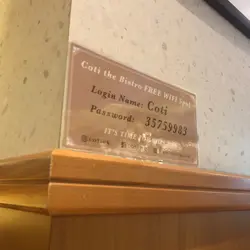 Coti the Bistro FREE WIFI
Login Name: Coti
Password: 35759983
IT'S TIME